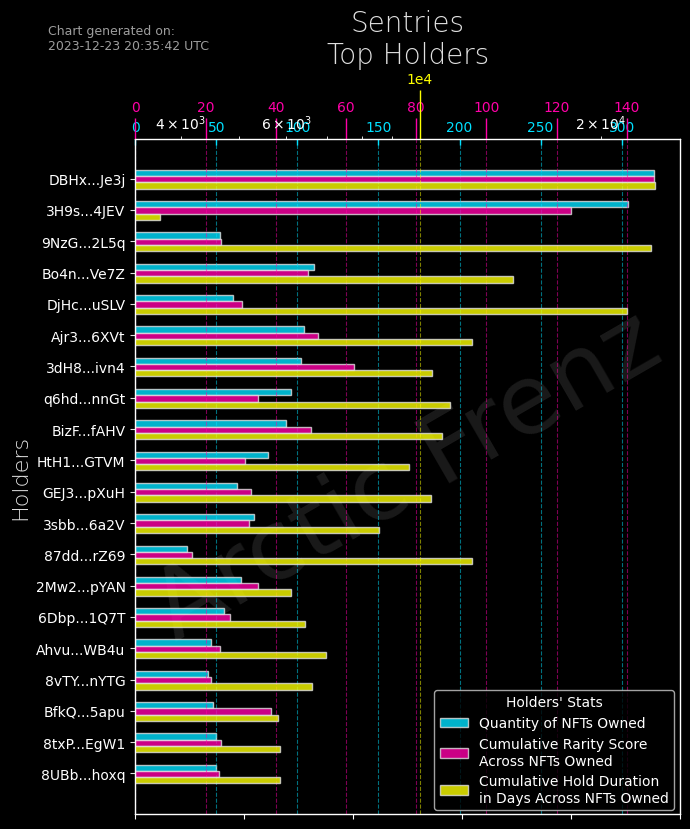 Chart generated on:
2023-12-23 20:35:42 UTC
Sentries
Top Holders
1e4
0 20 40 60 80 100 120 140
0 50 100 150 200 250 300
4 × 10³ 6 × 10³ 2 × 10⁴
Holders
DBHx...Je3j
3H9s...4JEV
9NzG...2L5q
Bo4n...Ve7Z
DjHc...uSLV
Ajr3...6XVt
3dH8...ivn4
q6hd...nnGt
BizF...fAHV
HtH1...GTVM
GEJ3...pXuH
3sbb...6a2V
87dd...rZ69
2Mw2...pYAN
6Dbp...1Q7T
Ahvu...WB4u
8vTY...nYTG
BfkQ...5apu
8txP...EgW1
8UBb...hoxq
Arctic Frenz
Holders' Stats
Quantity of NFTs Owned
Cumulative Rarity Score
Across NFTs Owned
Cumulative Hold Duration
in Days Across NFTs Owned